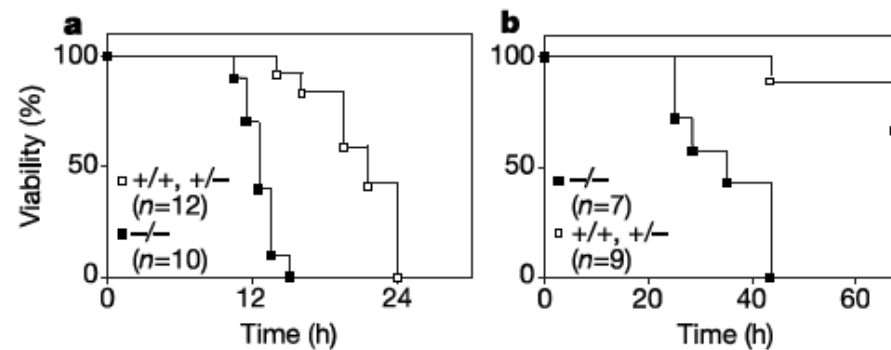 a
Viability (%)
100
50
0
+/+, +/–
(n=12)
–/–
(n=10)
0 12 24
Time (h)
b
100
50
0
–/–
(n=7)
+/+, +/–
(n=9)
0 20 40 60
Time (h)